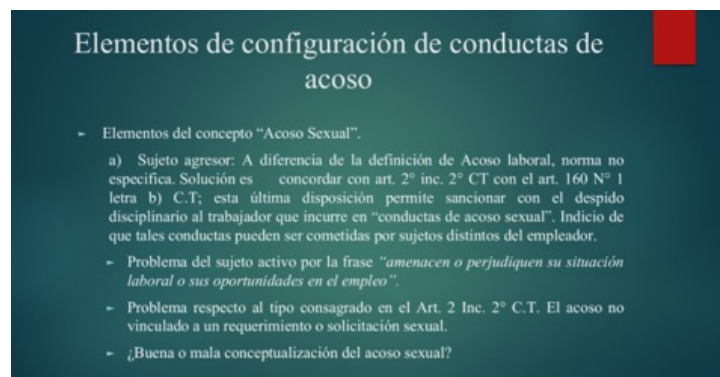 Elementos de configuración de conductas de
acoso
Elementos del concepto “Acoso Sexual”.
a) Sujeto agresor: A diferencia de la definición de Acoso laboral, norma no
especifica. Solución es concordar con art. 2° inc. 2° CT con el art. 160 N° 1
letra b) C.T; esta última disposición permite sancionar con el despido
disciplinario al trabajador que incurre en “conductas de acoso sexual”. Indicio de
que tales conductas pueden ser cometidas por sujetos distintos del empleador.
Problema del sujeto activo por la frase “amenacen o perjudiquen su situación
laboral o sus oportunidades en el empleo”.
Problema respecto al tipo consagrado en el Art. 2 Inc. 2° C.T. El acoso no
vinculado a un requerimiento o solicitación sexual.
¿Buena o mala conceptualización del acoso sexual?